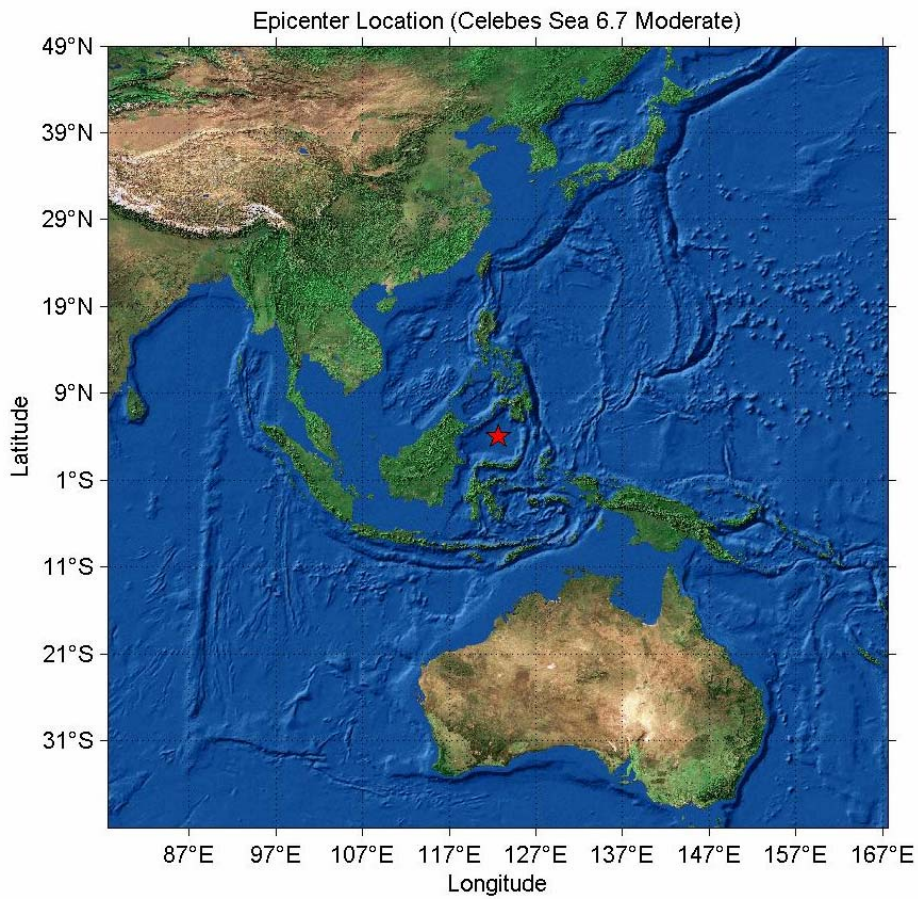 Epicenter Location (Celebes Sea 6.7 Moderate)
49°N
39°N
29°N
19°N
9°N
1°S
11°S
21°S
31°S
Latitude
87°E 97°E 107°E 117°E 127°E 137°E 147°E 157°E 167°E
Longitude